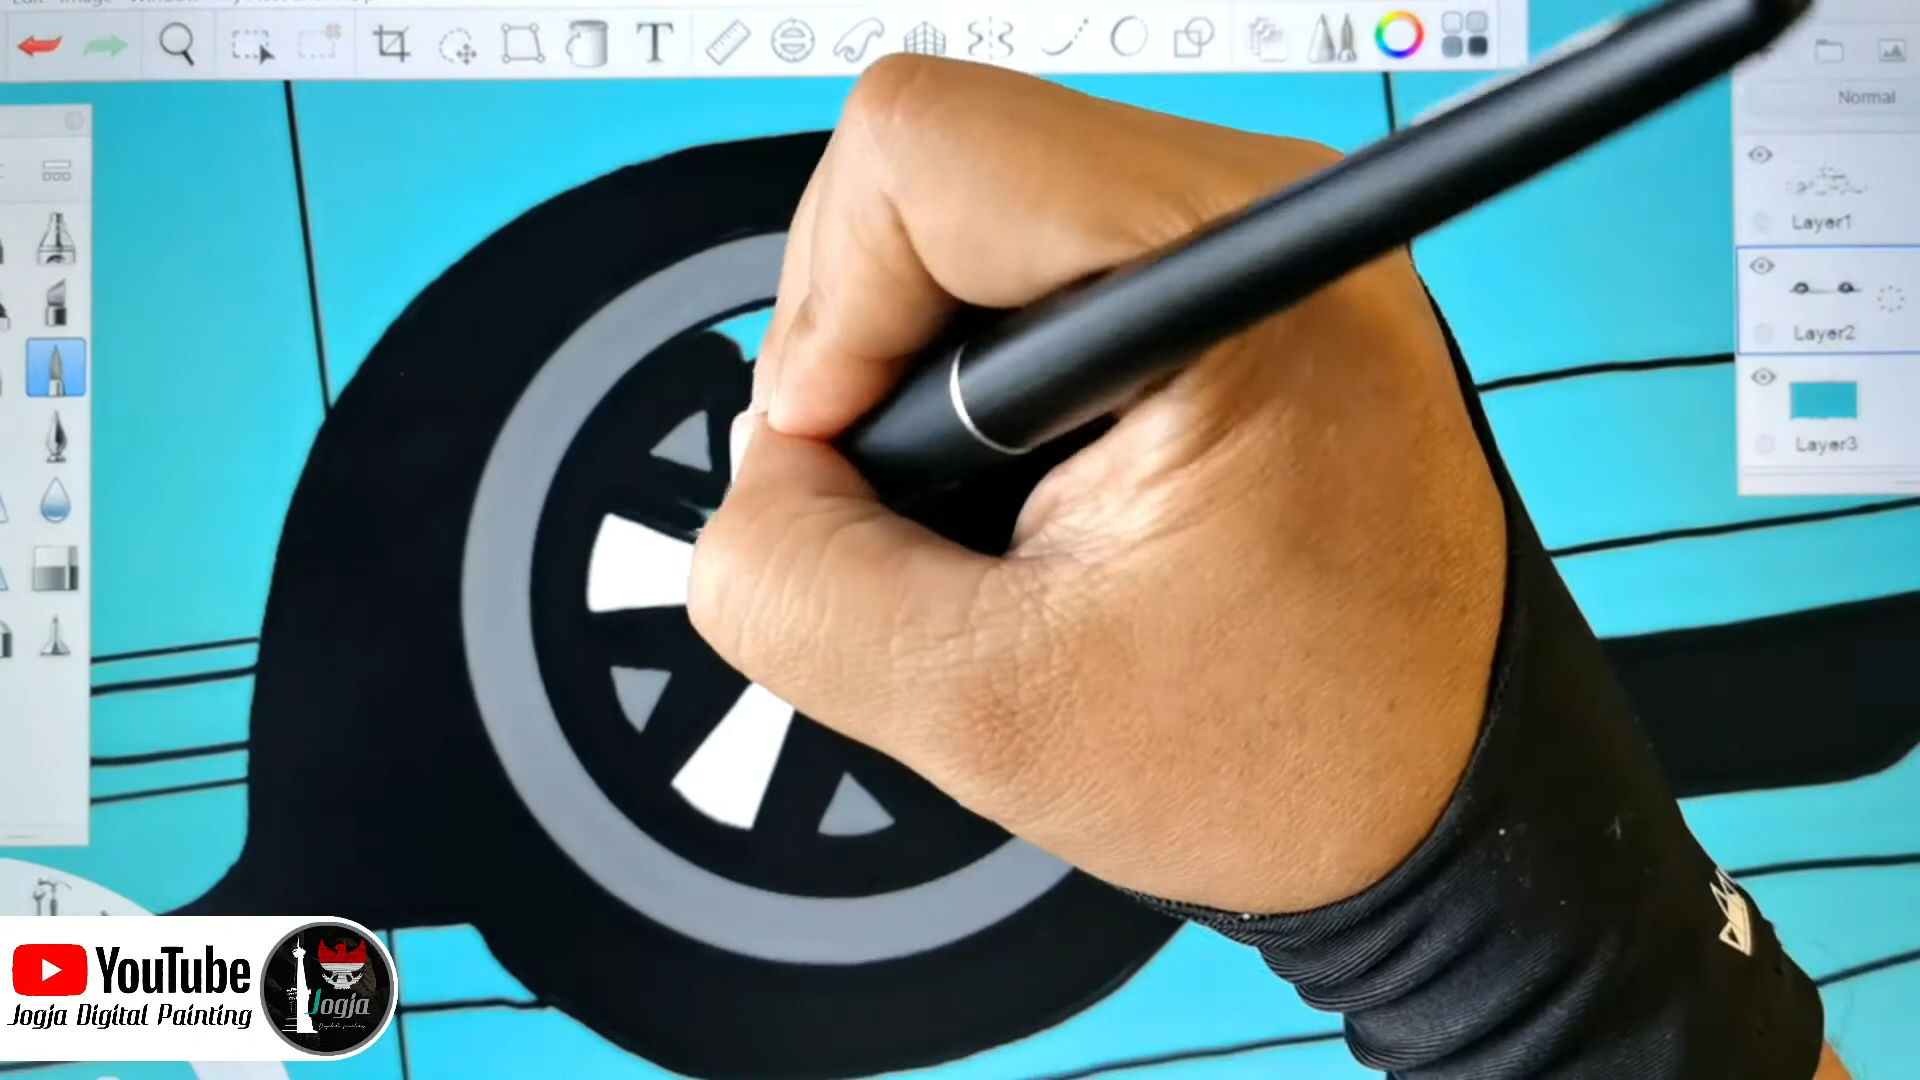 Normal
Layer1
Layer2
Layer3
T
YouTube
Jogja Digital Painting
Jogja